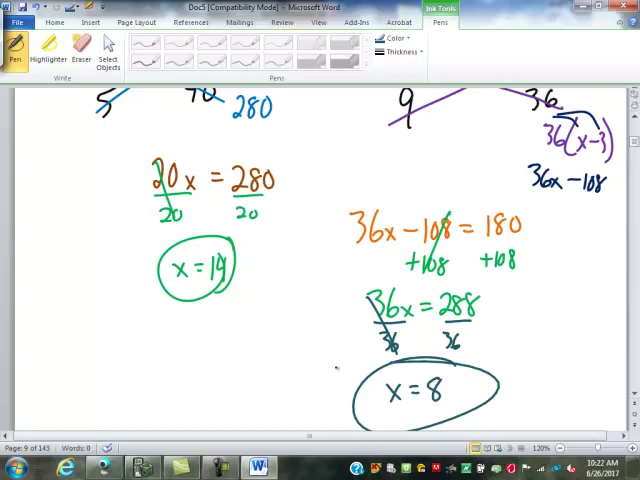 Doc5 [Compatibility Mode] - Microsoft Word
Ink Tools
File Home Insert Page Layout References Mailings Review View Acrobat Pens
Pen Highlighter Eraser Select Objects
Color
Thickness
Write Pens
280
9 36
36(x-3)
36x-108
20x = 280
20 20
x = 14
36x-108 = 180
+108 +108
36x = 288
36 36
x = 8
Page: 9 of 143 Words: 0 120%
10:22 AM
6/26/2017